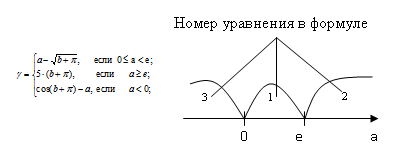 Номер уравнения в формуле
γ = { a − √(b + π), если 0 ≤ a < e;
5·(b + π), если a ≥ e;
cos(b + π) − a, если a < 0;
3 1 2
0 e a